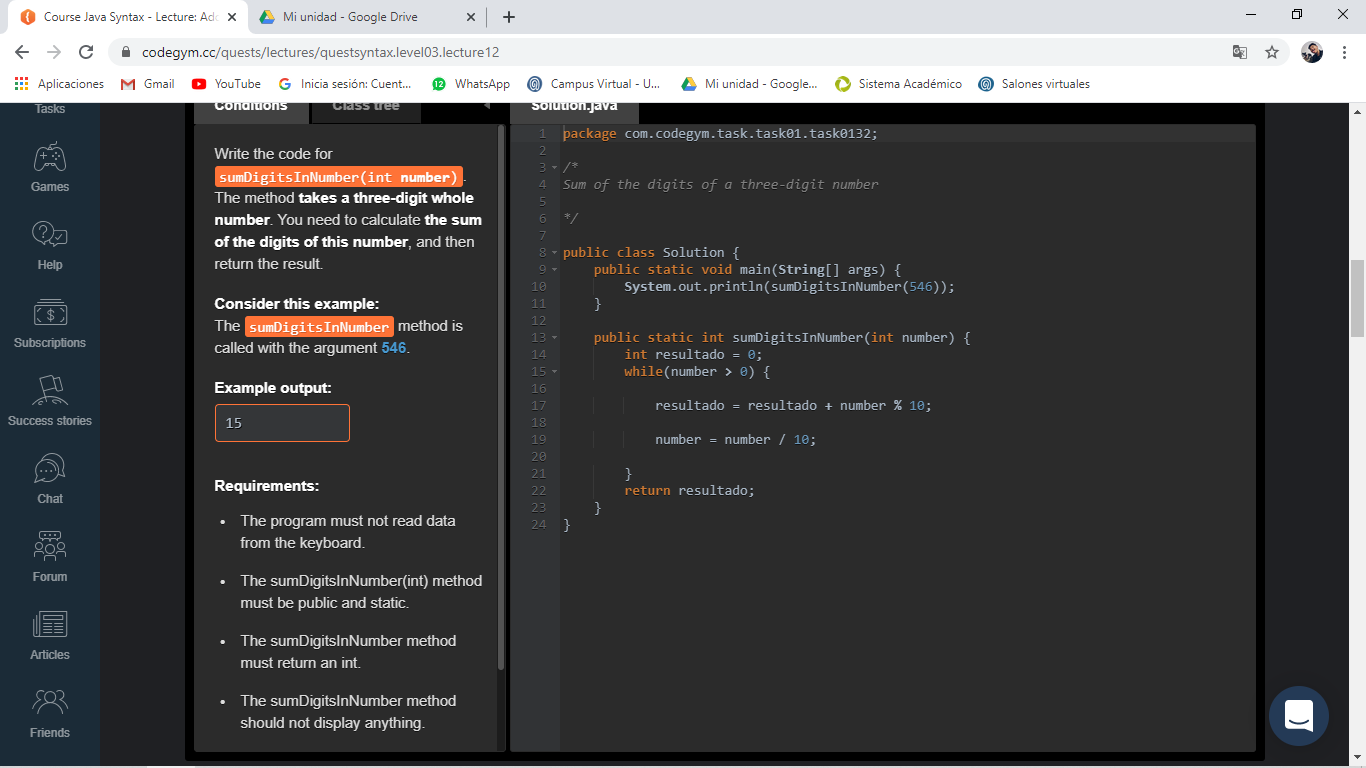 Course Java Syntax - Lecture: Ad
Mi unidad - Google Drive
codegym.cc/quests/lectures/questsyntax.level03.lecture12
Aplicaciones
Gmail
YouTube
Inicia sesión: Cuent...
12
WhatsApp
Campus Virtual - U...
Mi unidad - Google...
Sistema Académico
Salones virtuales
Tasks
Games
Help
Subscriptions
Success stories
Chat
Forum
Articles
Friends
Conditions
Class tree
Write the code for
sumDigitsInNumber(int number).
The method takes a three-digit whole
number. You need to calculate the sum
of the digits of this number, and then
return the result.
Consider this example:
The sumDigitsInNumber method is
called with the argument 546.
Example output:
15
Requirements:
• The program must not read data
from the keyboard.
• The sumDigitsInNumber(int) method
must be public and static.
• The sumDigitsInNumber method
must return an int.
• The sumDigitsInNumber method
should not display anything.
Solution.java
1 package com.codegym.task.task01.task0132;
2
3 /*
4 Sum of the digits of a three-digit number
5
6 */
7
8 public class Solution {
9 public static void main(String[] args) {
10 System.out.println(sumDigitsInNumber(546));
11 }
12
13 public static int sumDigitsInNumber(int number) {
14 int resultado = 0;
15 while(number > 0) {
16
17 resultado = resultado + number % 10;
18
19 number = number / 10;
20
21 }
22 return resultado;
23 }
24 }